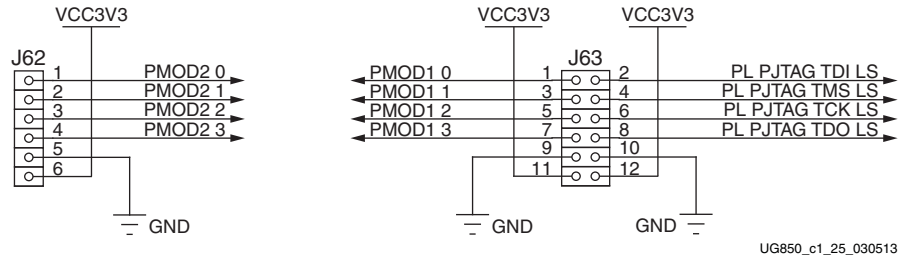 VCC3V3 VCC3V3 VCC3V3
J62 J63
1 PMOD2 0 PMOD1 0 1 2 PL PJTAG TDI LS
2 PMOD2 1 PMOD1 1 3 4 PL PJTAG TMS LS
3 PMOD2 2 PMOD1 2 5 6 PL PJTAG TCK LS
4 PMOD2 3 PMOD1 3 7 8 PL PJTAG TDO LS
5 9 10
6 11 12
GND GND GND
UG850_c1_25_030513